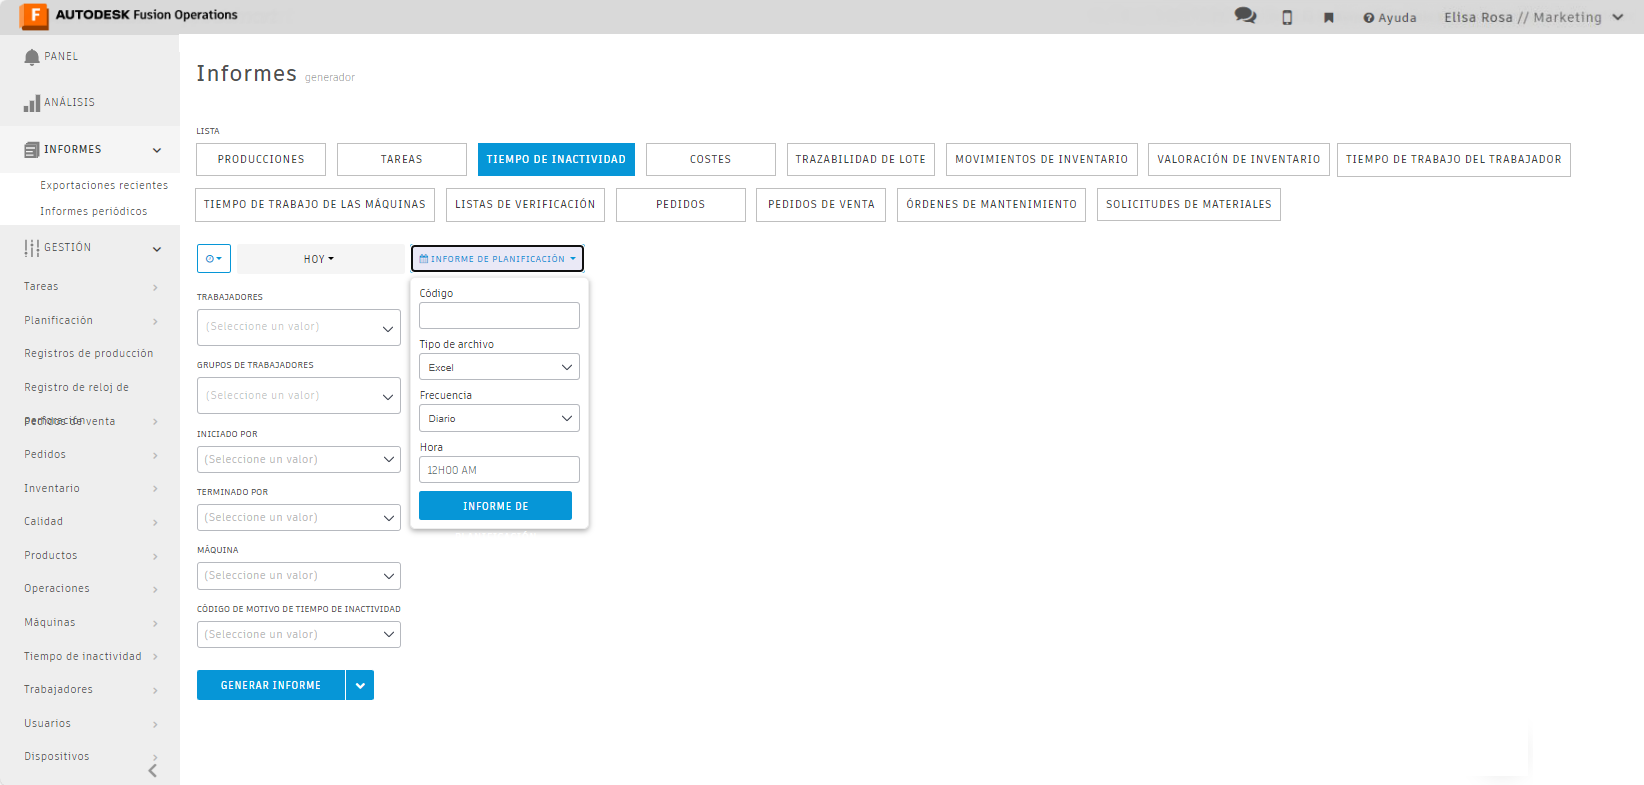 AUTODESK Fusion Operations
Ayuda
Elisa Rosa // Marketing
PANEL
ANÁLISIS
INFORMES
Exportaciones recientes
Informes periódicos
GESTIÓN
Tareas
Planificación
Registros de producción
Registro de reloj de
perforación
Pedidos de venta
Pedidos
Inventario
Calidad
Productos
Operaciones
Máquinas
Tiempo de inactividad
Trabajadores
Usuarios
Dispositivos
Informes generador
LISTA
PRODUCCIONES
TAREAS
TIEMPO DE INACTIVIDAD
COSTES
TRAZABILIDAD DE LOTE
MOVIMIENTOS DE INVENTARIO
VALORACIÓN DE INVENTARIO
TIEMPO DE TRABAJO DEL TRABAJADOR
TIEMPO DE TRABAJO DE LAS MÁQUINAS
LISTAS DE VERIFICACIÓN
PEDIDOS
PEDIDOS DE VENTA
ÓRDENES DE MANTENIMIENTO
SOLICITUDES DE MATERIALES
HOY
INFORME DE PLANIFICACIÓN
TRABAJADORES
(Seleccione un valor)
GRUPOS DE TRABAJADORES
(Seleccione un valor)
INICIADO POR
(Seleccione un valor)
TERMINADO POR
(Seleccione un valor)
MÁQUINA
(Seleccione un valor)
CÓDIGO DE MOTIVO DE TIEMPO DE INACTIVIDAD
(Seleccione un valor)
GENERAR INFORME
Código
Tipo de archivo
Excel
Frecuencia
Diario
Hora
12H00 AM
INFORME DE